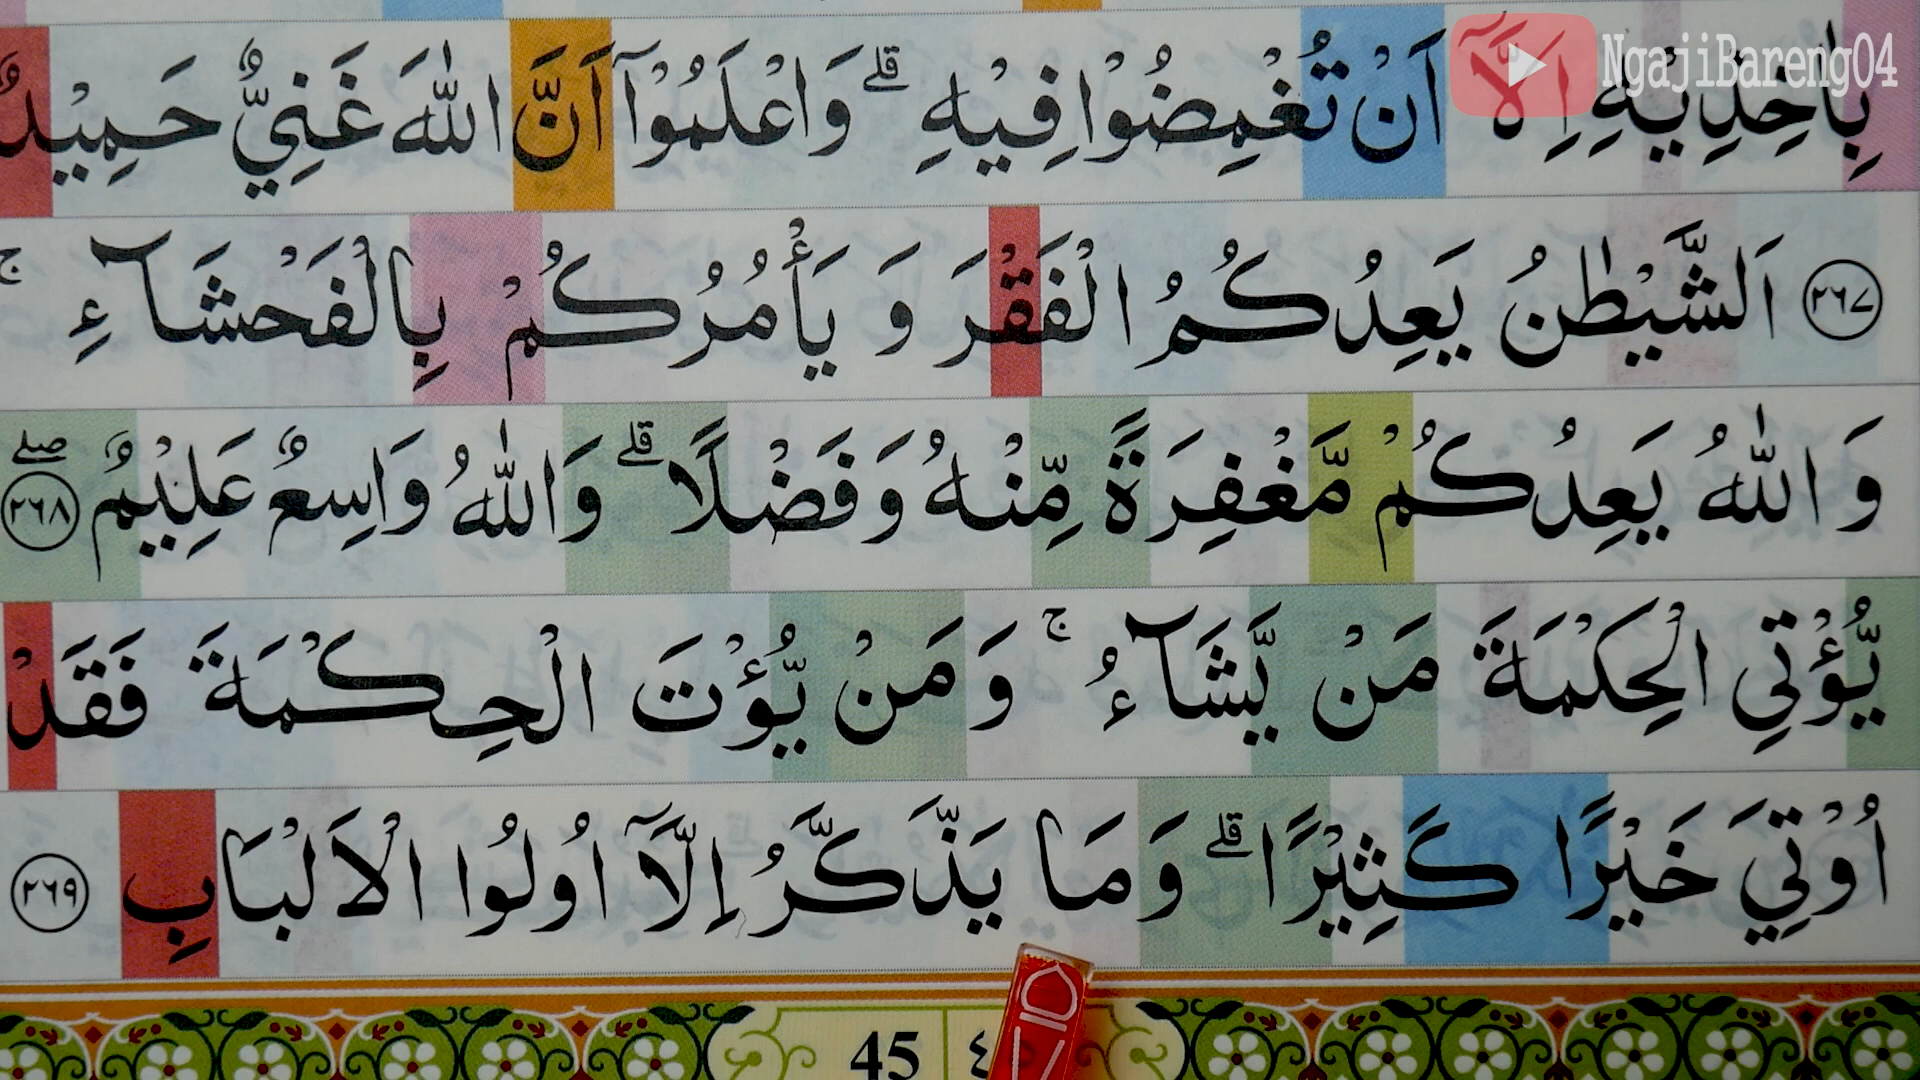 NgajiBareng04
بِاٰخِذِيْهِ اِلَّآ اَنْ تُغْمِضُوْا فِيْهِ ۗ وَاعْلَمُوْٓا اَنَّ اللّٰهَ غَنِيٌّ حَمِيْدٌ
٢٦٧ اَلشَّيْطٰنُ يَعِدُكُمُ الْفَقْرَ وَ يَأْمُرُكُمْ بِالْفَحْشَاۤءِ ۚ
وَ اللّٰهُ يَعِدُكُمْ مَّغْفِرَةً مِّنْهُ وَفَضْلًا ۗ وَاللّٰهُ وَاسِعٌ عَلِيْمٌ ۖ ٢٦٨
يُّؤْتِي الْحِكْمَةَ مَنْ يَّشَاۤءُ ۚ وَ مَنْ يُّؤْتَ الْحِكْمَةَ فَقَدْ
اُوْتِيَ خَيْرًا كَثِيْرًا ۗ وَمَا يَذَّكَّرُ اِلَّآ اُولُوا الْاَلْبَابِ ٢٦٩
45 ٤